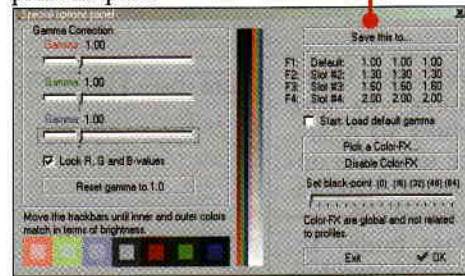 Special options panel
Gamma Correction
Gamma 1.00
Gamma 1.00
Gamma 1.00
Lock R, G and B-values
Reset gamma to 1.0
Move the trackbars until inner and outer colors
match in terms of brightness.
Save this to...
F1: Default: 1.00 1.00 1.00
F2: Slot #2: 1.30 1.30 1.30
F3: Slot #3: 1.60 1.60 1.60
F4: Slot #4: 2.00 2.00 2.00
Start: Load default gamma
Pick a Color-FX...
Disable Color-FX
Set black-point (0) (16) (32) (48) (64)
Color-FX are global and not related
to profiles.
Exit
OK